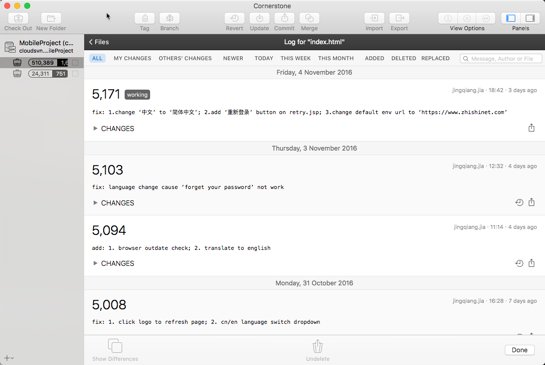 Cornerstone
Check Out New Folder Tag Branch Revert Update Commit Merge Import Export View Options Panels
MobileProject (c...
cloudsvn....ileProject
510,389
24,311 751
Files
Log for "index.html"
ALL MY CHANGES OTHERS' CHANGES NEWER TODAY THIS WEEK THIS MONTH ADDED DELETED REPLACED Message, Author or File
Friday, 4 November 2016
5,171 working
jingqiang.jia · 18:42 · 3 days ago
fix: 1.change '中文' to '简体中文'; 2.add '重新登录' button on retry.jsp; 3.change default env url to 'https://www.zhishinet.com'
CHANGES
Thursday, 3 November 2016
5,103
jingqiang.jia · 12:32 · 4 days ago
fix: language change cause 'forget your password' not work
CHANGES
5,094
jingqiang.jia · 11:14 · 4 days ago
add: 1. browser outdate check; 2. translate to english
CHANGES
Monday, 31 October 2016
5,008
jingqiang.jia · 16:28 · 7 days ago
fix: 1. click logo to refresh page; 2. cn/en language switch dropdown
Show Differences
Undelete
Done